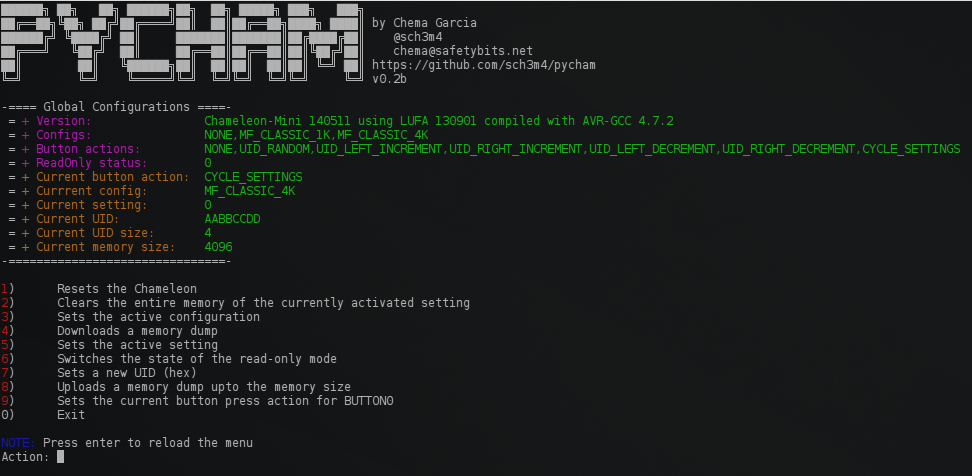 PYCHAM
by Chema Garcia
@sch3m4
chema@safetybits.net
https://github.com/sch3m4/pycham
v0.2b
-==== Global Configurations ====-
= + Version: Chameleon-Mini 140511 using LUFA 130901 compiled with AVR-GCC 4.7.2
= + Configs: NONE,MF_CLASSIC_1K,MF_CLASSIC_4K
= + Button actions: NONE,UID_RANDOM,UID_LEFT_INCREMENT,UID_RIGHT_INCREMENT,UID_LEFT_DECREMENT,UID_RIGHT_DECREMENT,CYCLE_SETTINGS
= + ReadOnly status: 0
= + Current button action: CYCLE_SETTINGS
= + Currrent config: MF_CLASSIC_4K
= + Current setting: 0
= + Current UID: AABBCCDD
= + Current UID size: 4
= + Current memory size: 4096
-===============================-
1) Resets the Chameleon
2) Clears the entire memory of the currently activated setting
3) Sets the active configuration
4) Downloads a memory dump
5) Sets the active setting
6) Switches the state of the read-only mode
7) Sets a new UID (hex)
8) Uploads a memory dump upto the memory size
9) Sets the current button press action for BUTTON0
0) Exit
NOTE: Press enter to reload the menu
Action: